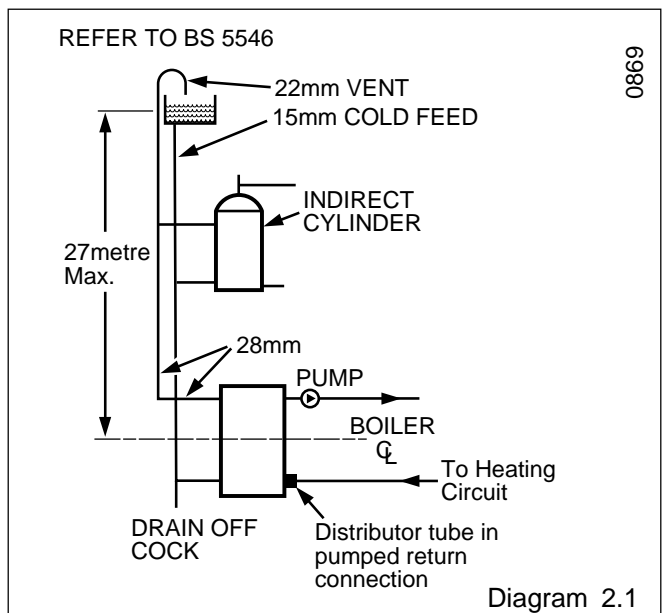 REFER TO BS 5546
0869
22mm VENT
15mm COLD FEED
INDIRECT
CYLINDER
27metre
Max.
28mm
PUMP
BOILER
℄
To Heating
Circuit
DRAIN OFF
COCK
Distributor tube in
pumped return
connection
Diagram 2.1